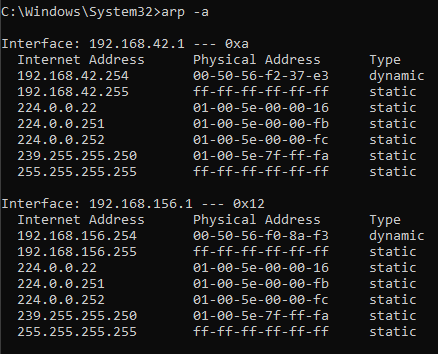 C:\Windows\System32>arp -a
Interface: 192.168.42.1 --- 0xa
Internet Address Physical Address Type
192.168.42.254 00-50-56-f2-37-e3 dynamic
192.168.42.255 ff-ff-ff-ff-ff-ff static
224.0.0.22 01-00-5e-00-00-16 static
224.0.0.251 01-00-5e-00-00-fb static
224.0.0.252 01-00-5e-00-00-fc static
239.255.255.250 01-00-5e-7f-ff-fa static
255.255.255.255 ff-ff-ff-ff-ff-ff static
Interface: 192.168.156.1 --- 0x12
Internet Address Physical Address Type
192.168.156.254 00-50-56-f0-8a-f3 dynamic
192.168.156.255 ff-ff-ff-ff-ff-ff static
224.0.0.22 01-00-5e-00-00-16 static
224.0.0.251 01-00-5e-00-00-fb static
224.0.0.252 01-00-5e-00-00-fc static
239.255.255.250 01-00-5e-7f-ff-fa static
255.255.255.255 ff-ff-ff-ff-ff-ff static